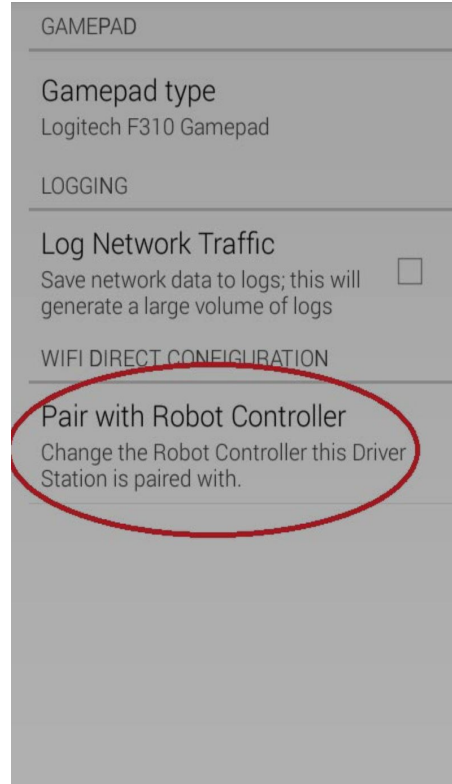 GAMEPAD
Gamepad type
Logitech F310 Gamepad
LOGGING
Log Network Traffic
Save network data to logs; this will
generate a large volume of logs
WIFI DIRECT CONFIGURATION
Pair with Robot Controller
Change the Robot Controller this Driver
Station is paired with.